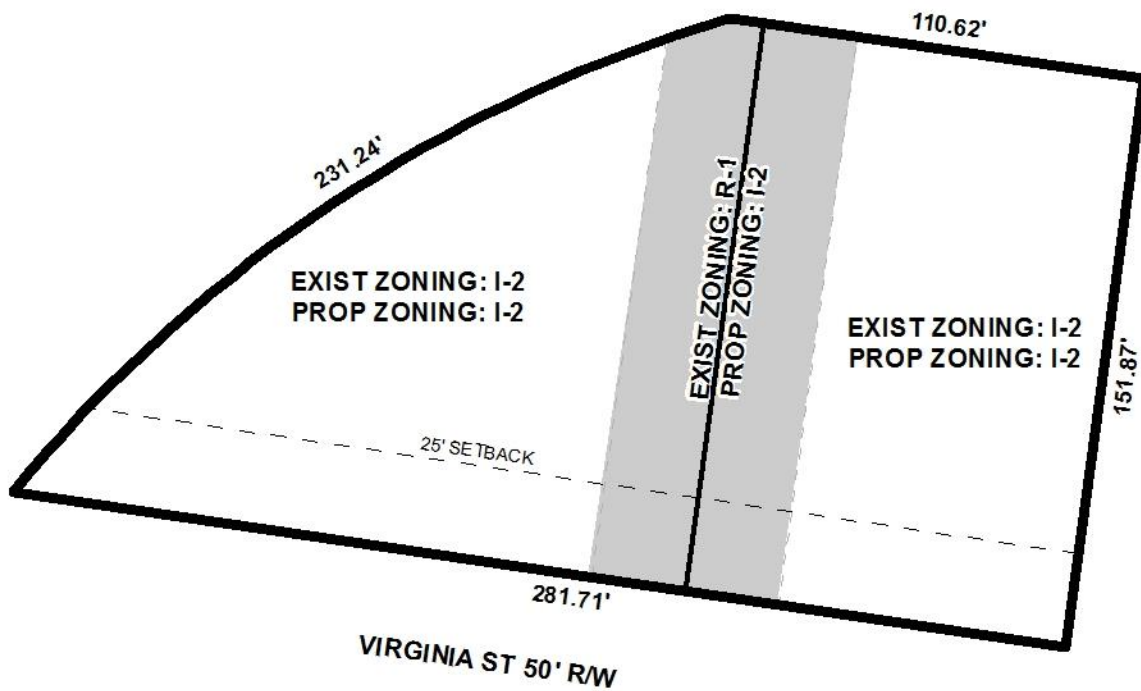 110.62'
231.24'
EXIST ZONING: R-1
PROP ZONING: I-2
EXIST ZONING: I-2
PROP ZONING: I-2
EXIST ZONING: I-2
PROP ZONING: I-2
151.87'
25' SETBACK
281.71'
VIRGINIA ST 50' R/W